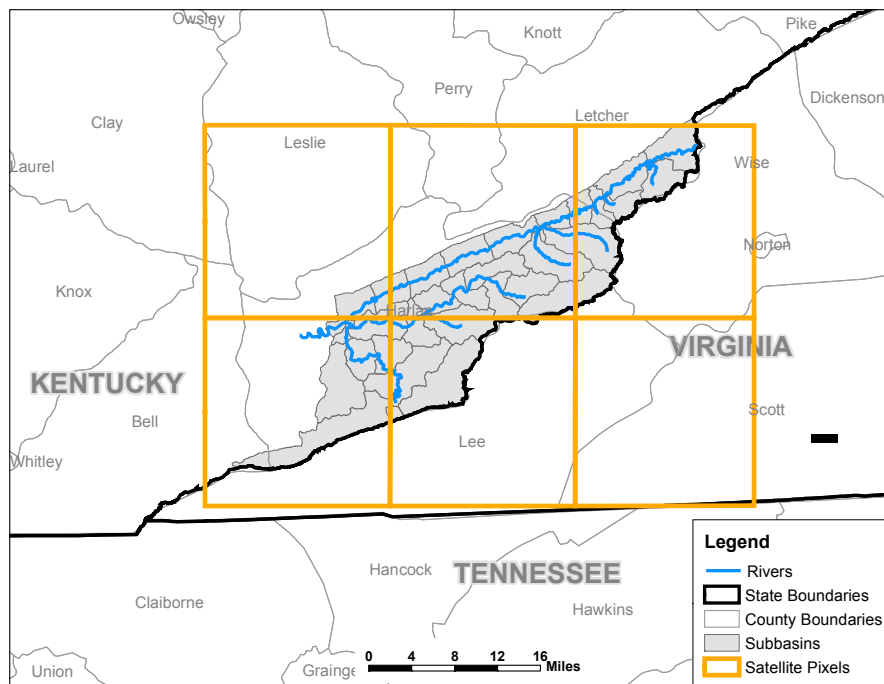 Owsley
Knott
Pike
Perry
Dickenson
Clay
Letcher
Leslie
Laurel
Wise
Norton
Knox
Harlan
VIRGINIA
KENTUCKY
Scott
Bell
Lee
Whitley
Legend
Rivers
State Boundaries
County Boundaries
Subbasins
Satellite Pixels
Hancock
TENNESSEE
Claiborne
Hawkins
Union
Grainge
0 4 8 12 16
Miles